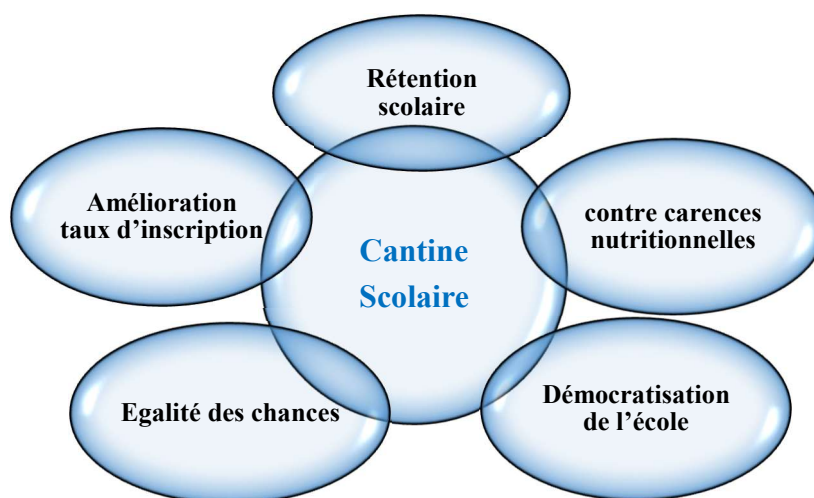 Rétention
scolaire
Amélioration
taux d’inscription
contre carences
nutritionnelles
Cantine
Scolaire
Egalité des chances
Démocratisation
de l’école